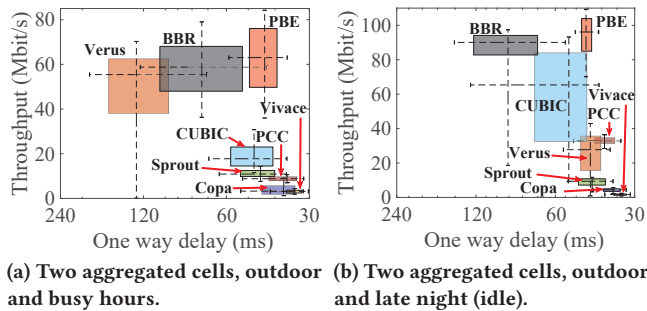 (a)
PBE
BBR
Verus
Vivace
CUBIC
PCC
Sprout
Copa
Throughput (Mbit/s)
80
60
40
20
0
240
120
60
30
One way delay (ms)
(a) Two aggregated cells, outdoor
and busy hours.
(b)
PBE
BBR
CUBIC
Vivace
PCC
Verus
Sprout
Copa
Throughput (Mbit/s)
100
80
60
40
20
0
240
120
60
30
One way delay (ms)
(b) Two aggregated cells, outdoor
and late night (idle).